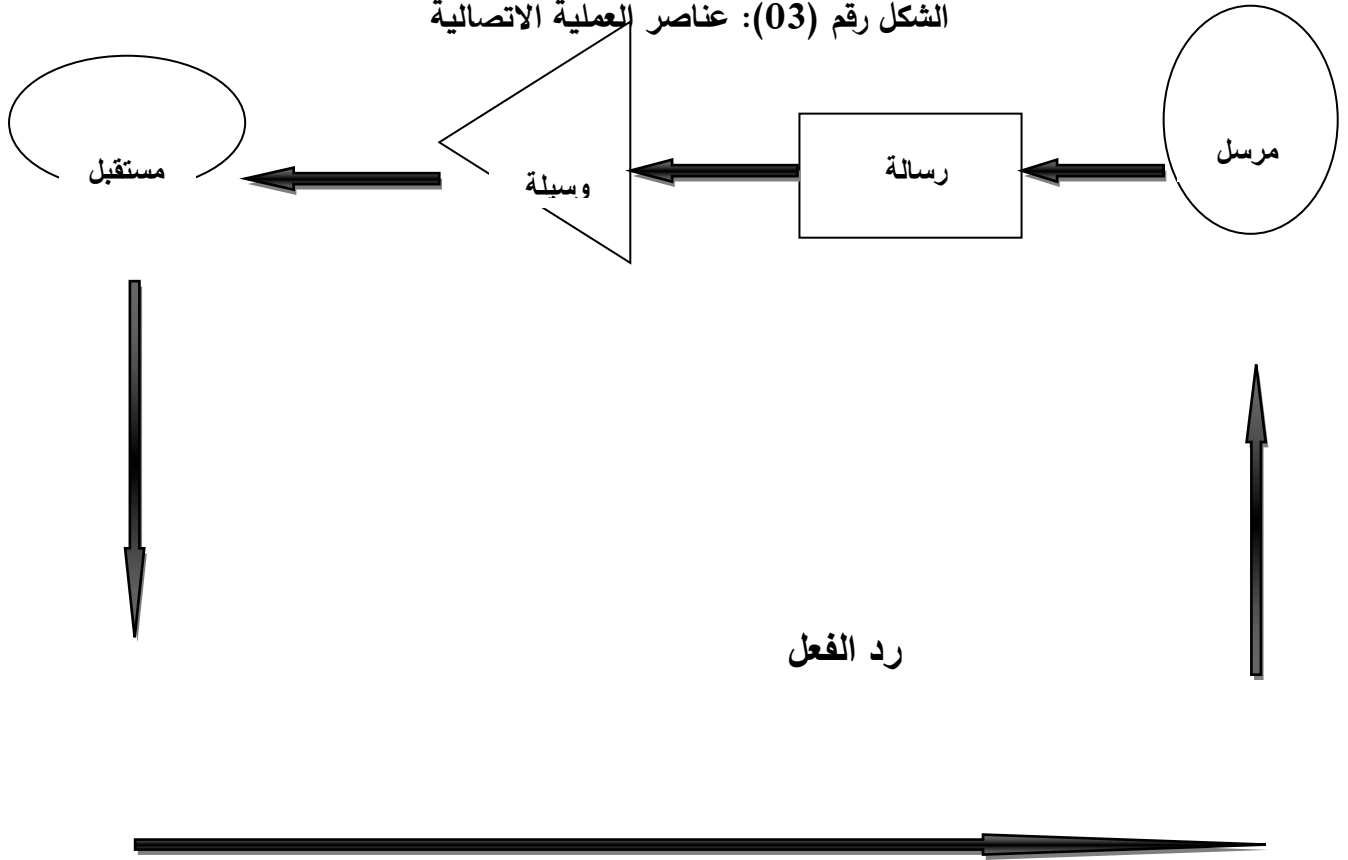 الشكل رقم (03): عناصر العملية الاتصالية
مرسل
رسالة
وسيلة
مستقبل
رد الفعل